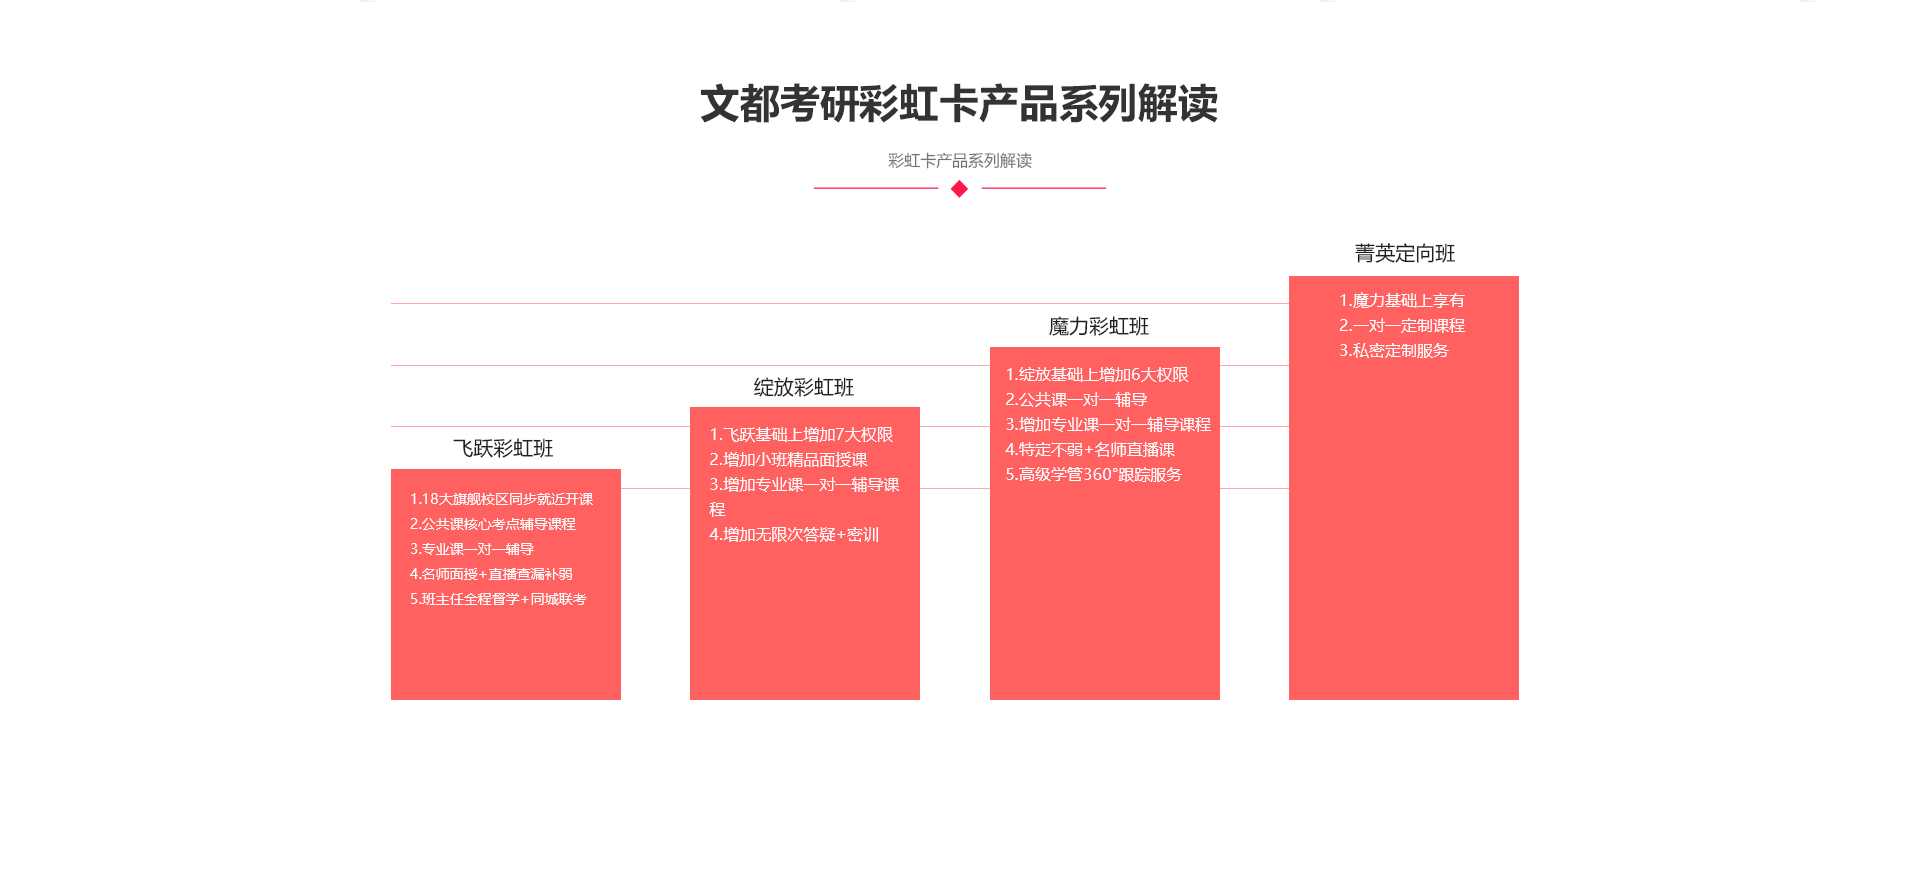 文都考研彩虹卡产品系列解读
彩虹卡产品系列解读
飞跃彩虹班
1.18大旗舰校区同步就近开课
2.公共课核心考点辅导课程
3.专业课一对一辅导
4.名师面授+直播查漏补弱
5.班主任全程督学+同城联考
绽放彩虹班
1.飞跃基础上增加7大权限
2.增加小班精品面授课
3.增加专业课一对一辅导课
程
4.增加无限次答疑+密训
魔力彩虹班
1.绽放基础上增加6大权限
2.公共课一对一辅导
3.增加专业课一对一辅导课程
4.特定不弱+名师直播课
5.高级学管360°跟踪服务
菁英定向班
1.魔力基础上享有
2.一对一定制课程
3.私密定制服务